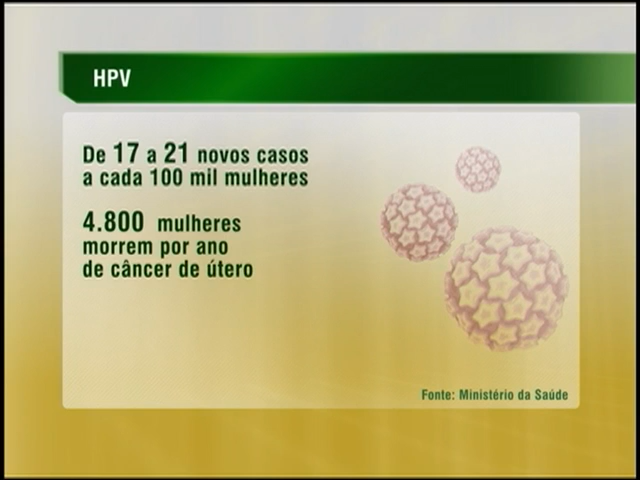 HPV
De 17 a 21 novos casos
a cada 100 mil mulheres
4.800 mulheres
morrem por ano
de câncer de útero
Fonte: Ministério da Saúde